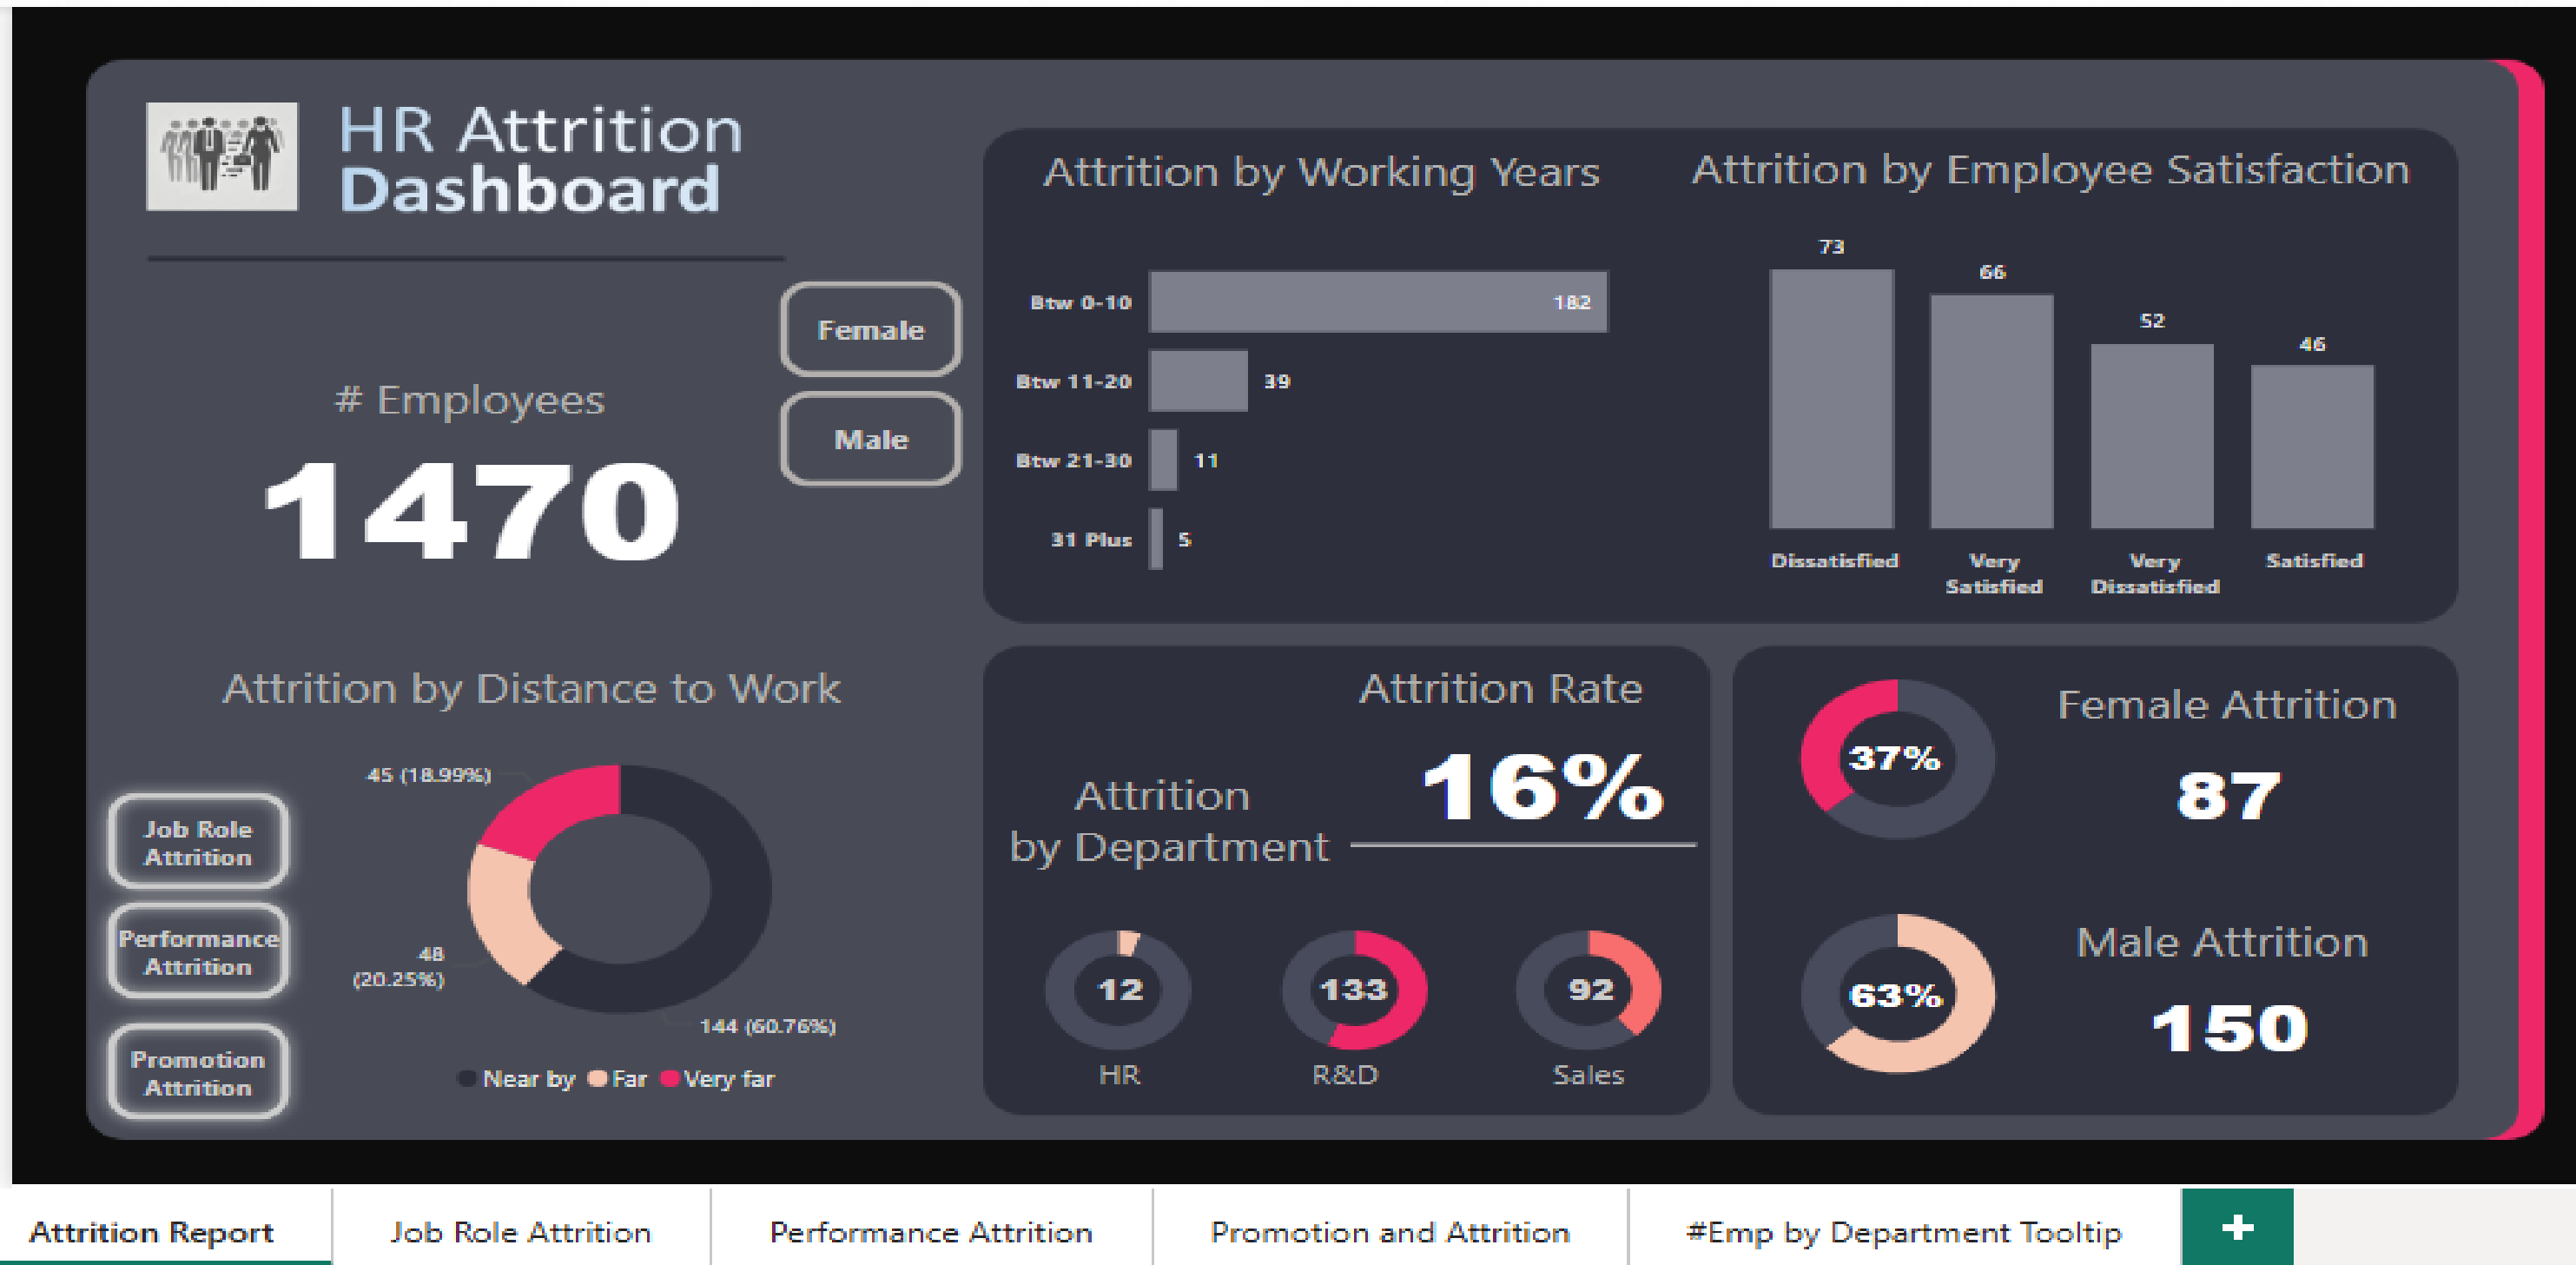 HR Attrition
Dashboard
Female
Male
# Employees
1470
Attrition by Working Years
Btw 0-10
182
Btw 11-20
39
Btw 21-30
11
31 Plus
5
Attrition by Employee Satisfaction
73
66
52
46
Dissatisfied
Very
Satisfied
Very
Dissatisfied
Satisfied
Attrition by Distance to Work
45 (18.99%)
48
(20.25%)
144 (60.76%)
Near by
Far
Very far
Job Role
Attrition
Performance
Attrition
Promotion
Attrition
Attrition Rate
16%
Attrition
by Department
12
133
92
HR
R&D
Sales
37%
Female Attrition
87
63%
Male Attrition
150
Attrition Report
Job Role Attrition
Performance Attrition
Promotion and Attrition
#Emp by Department Tooltip
+